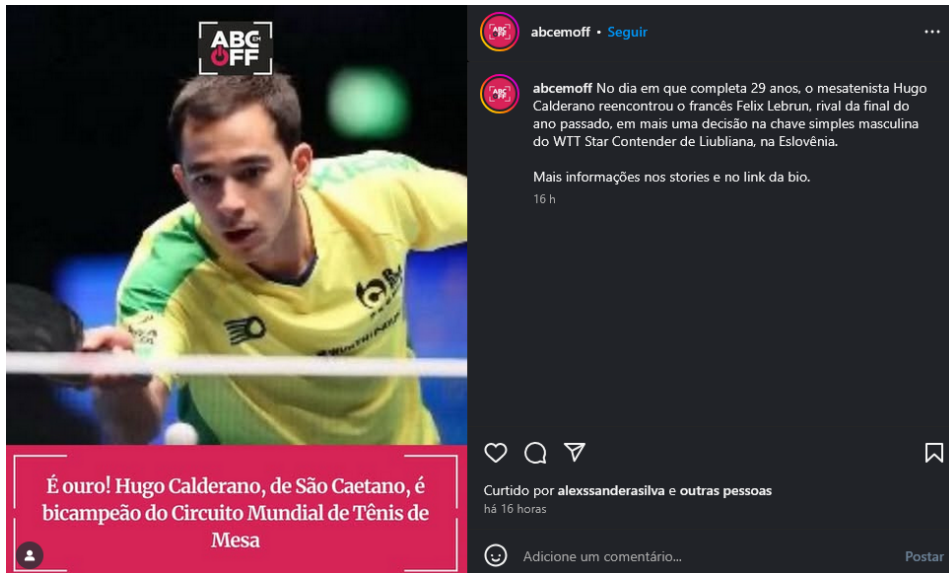 ABC EM
OFF
É ouro! Hugo Calderano, de São Caetano, é
bicampeão do Circuito Mundial de Tênis de
Mesa
abcemoff • Seguir
abcemoff No dia em que completa 29 anos, o mesatenista Hugo
Calderano reencontrou o francês Felix Lebrun, rival da final do
ano passado, em mais uma decisão na chave simples masculina
do WTT Star Contender de Liubliana, na Eslovênia.
Mais informações nos stories e no link da bio.
16 h
Curtido por alexssanderasilva e outras pessoas
há 16 horas
Adicione um comentário...
Postar